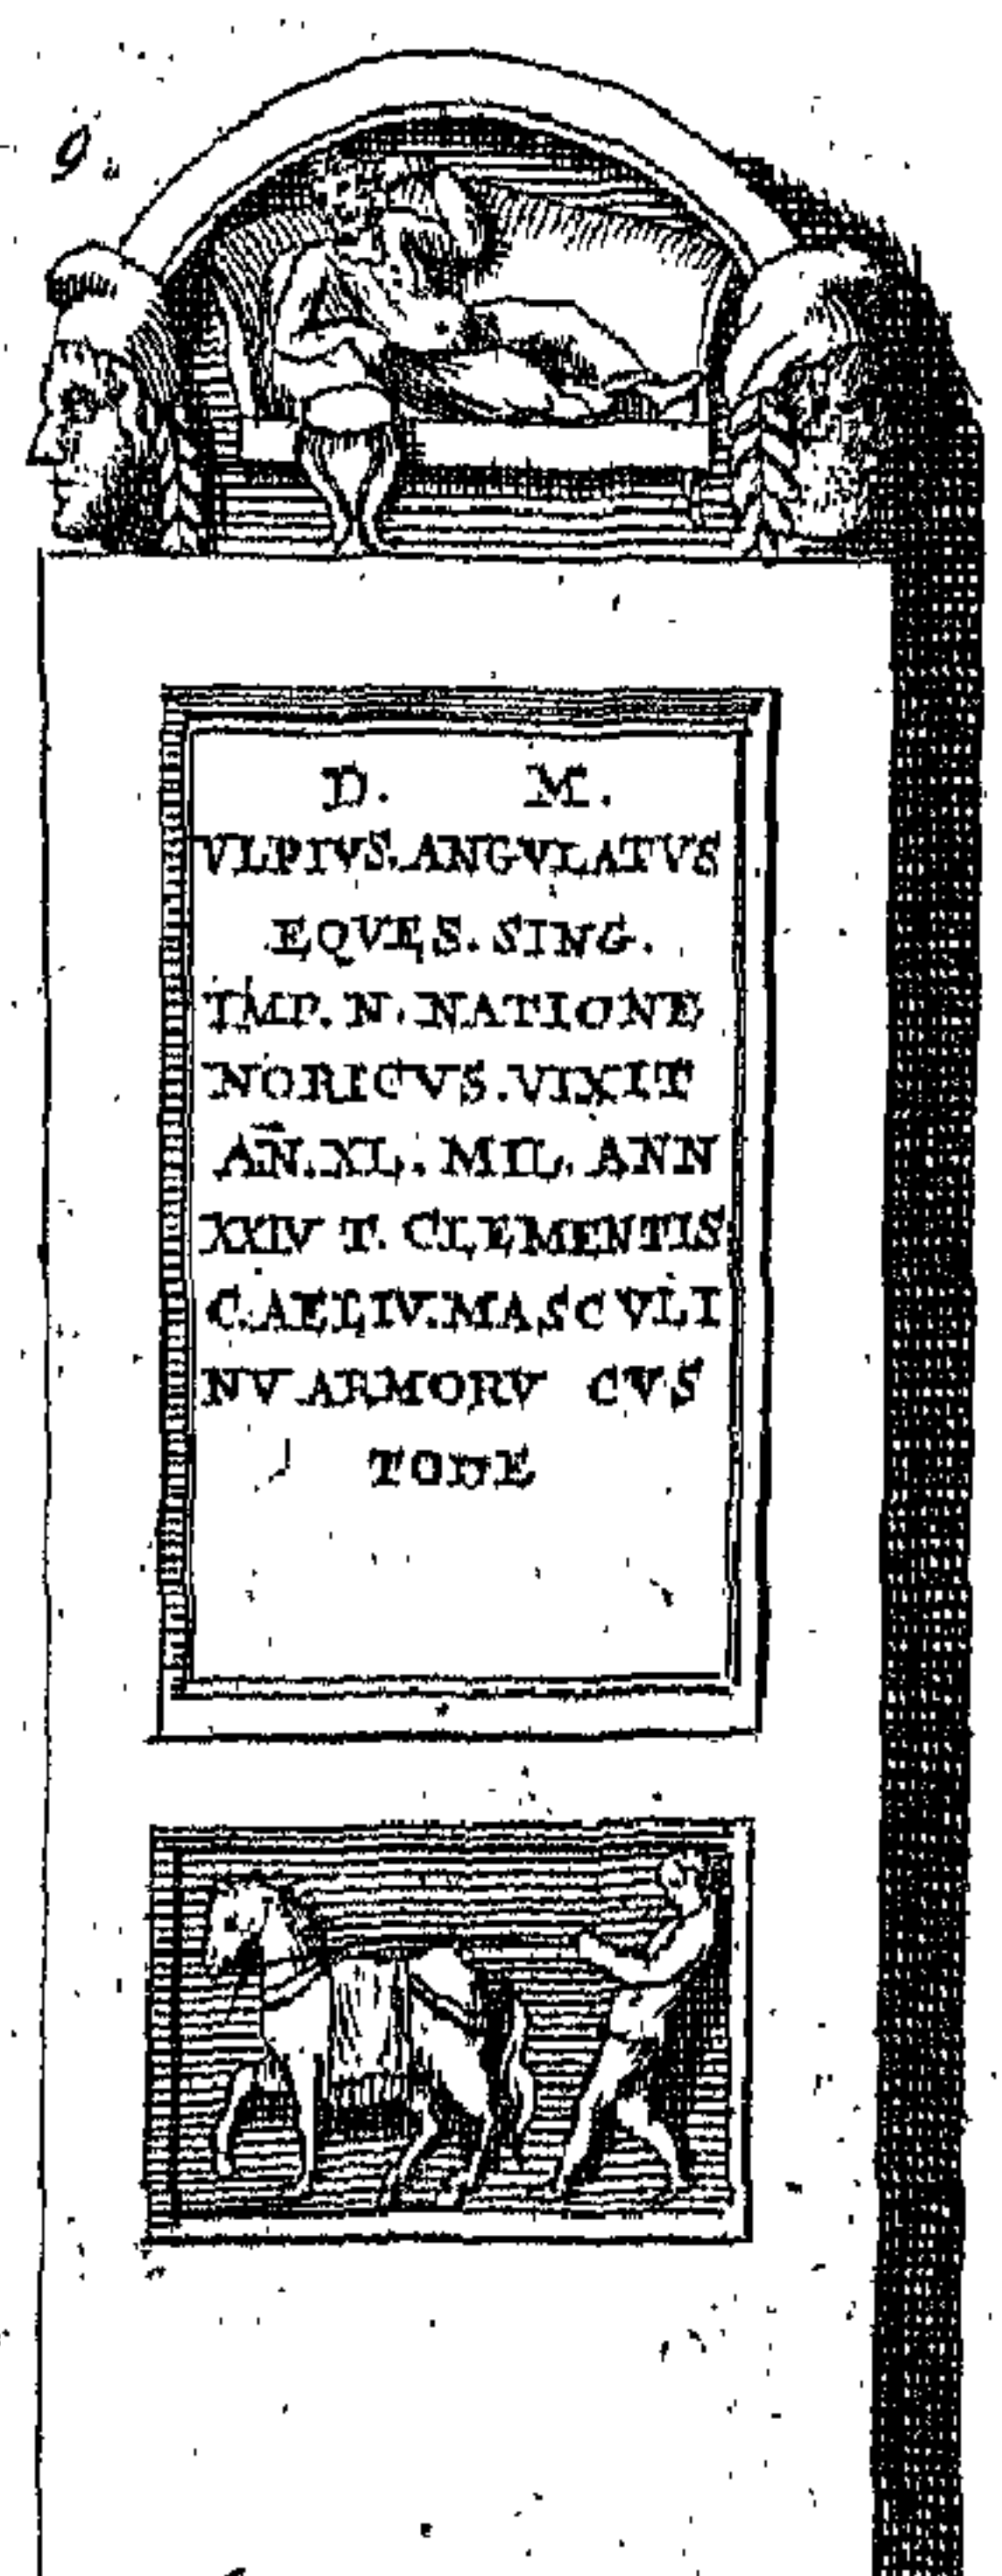 9.
D. M.
VLPIVS. ANGVLATVS
EQVES. SING.
IMP. N. NATIONE
NORICVS. VIXIT
AN. XL. MIL. ANN
XXIV T. CLEMENTIS
C. AELIV. MASCVLI
NV ARMORV CVS
TODE